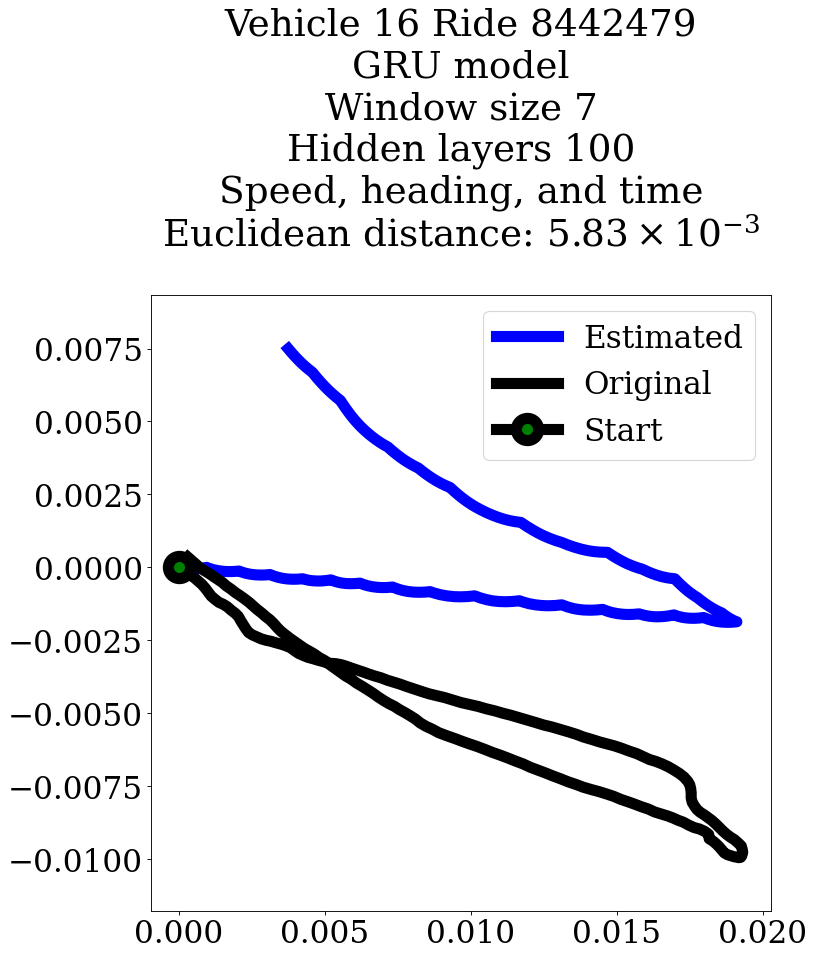 Vehicle 16 Ride 8442479
GRU model
Window size 7
Hidden layers 100
Speed, heading, and time
Euclidean distance: 5.83 × 10⁻³
Estimated
Original
Start
0.0075
0.0050
0.0025
0.0000
−0.0025
−0.0050
−0.0075
−0.0100
0.000 0.005 0.010 0.015 0.020